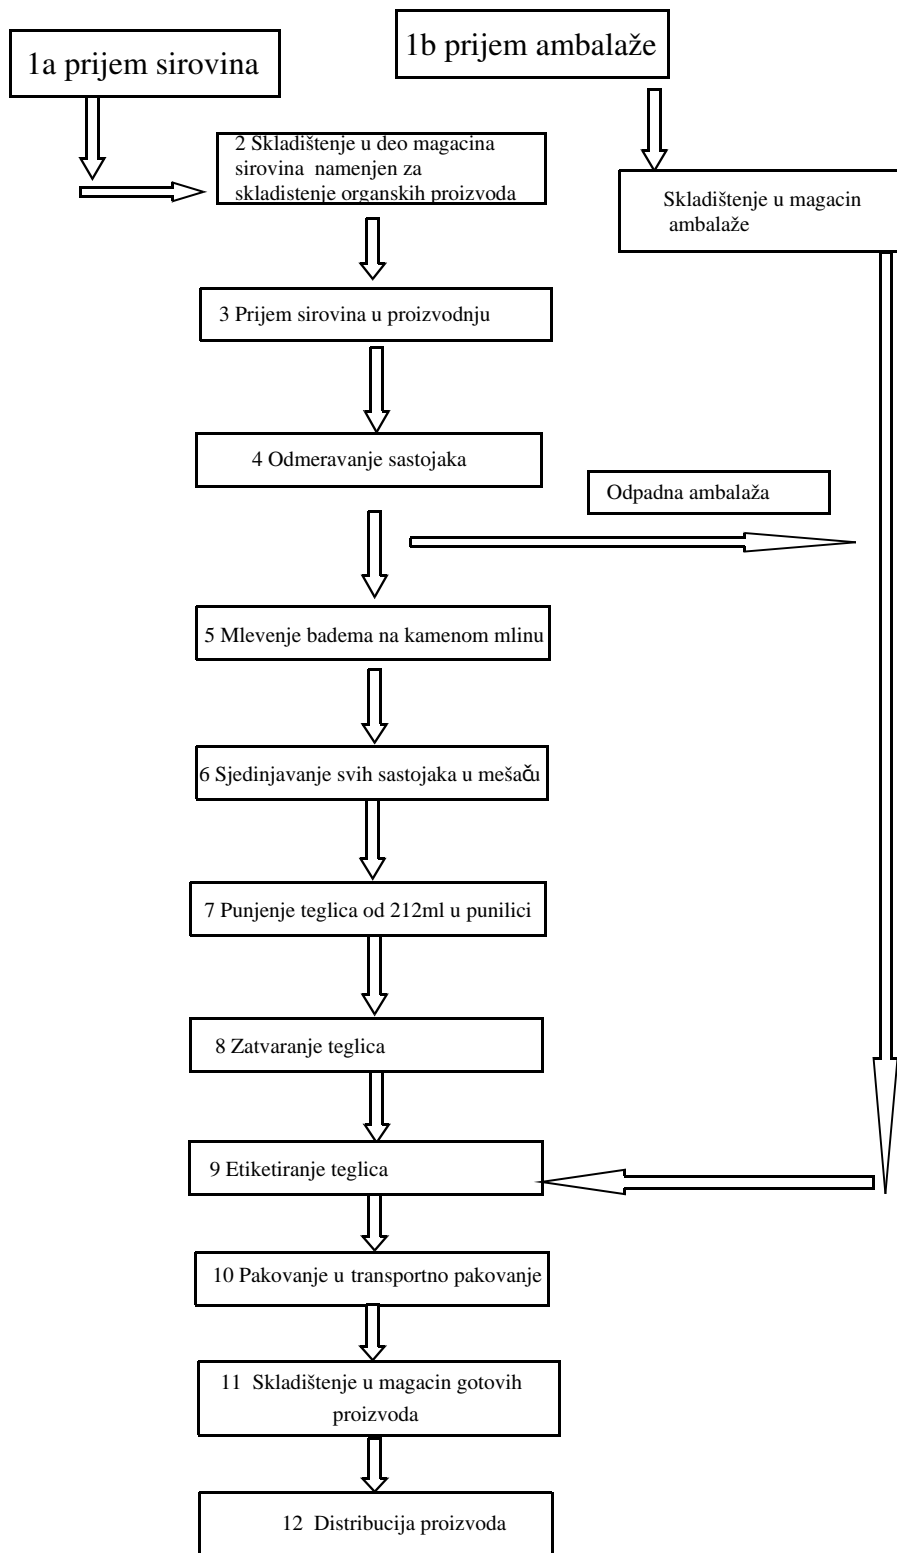 1a prijem sirovina
1b prijem ambalaže
2 Skladištenje u deo magacina
sirovina namenjen za
skladistenje organskih proizvoda
Skladištenje u magacin
ambalaže
3 Prijem sirovina u proizvodnju
4 Odmeravanje sastojaka
Odpadna ambalaža
5 Mlevenje badema na kamenom mlinu
6 Sjedinjavanje svih sastojaka u mešaču
7 Punjenje teglica od 212ml u punilici
8 Zatvaranje teglica
9 Etiketiranje teglica
10 Pakovanje u transportno pakovanje
11 Skladištenje u magacin gotovih
proizvoda
12 Distribucija proizvoda